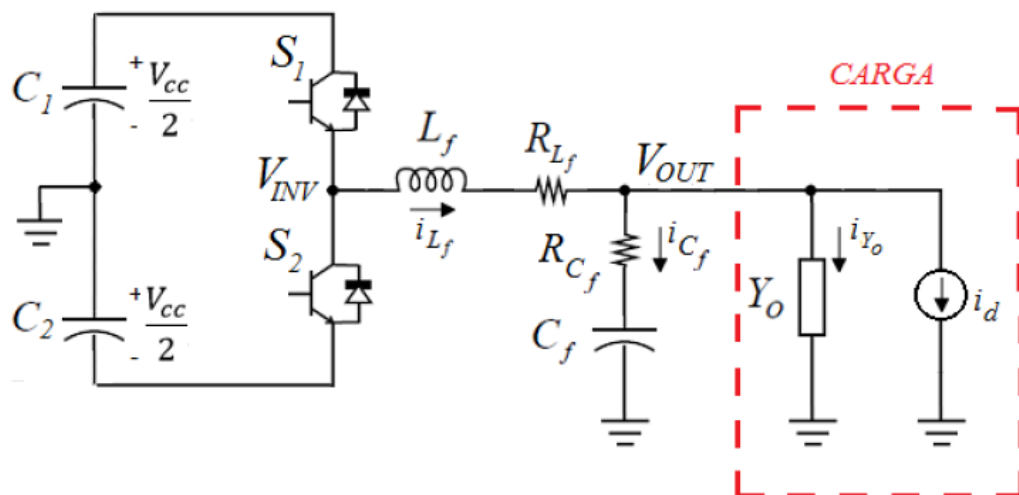 CARGA
C1
+
Vcc
2
-
S1
Lf
RLf
VINV
VOUT
iLf
S2
RCf
iCf
iYo
Yo
id
C2
+
Vcc
2
-
Cf